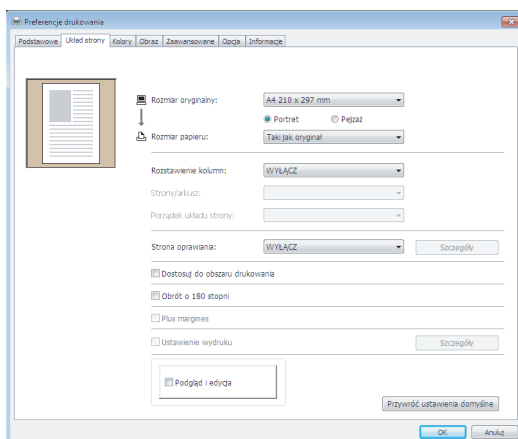 Preferencje drukowania
Podstawowe Układ strony Kolory Obraz Zaawansowane Opcja Informacje
Rozmiar oryginalny: A4 210 x 297 mm
Portret Pejzaż
Rozmiar papieru: Taki jak oryginał
Rozstawienie kolumn: WYŁĄCZ
Strony/arkusz:
Porządek układu strony:
Strona oprawiania: WYŁĄCZ Szczegóły
Dostosuj do obszaru drukowania
Obrót o 180 stopni
Plus margines
Ustawienie wydruku Szczegóły
Podgląd i edycja
Przywróć ustawienia domyślne
OK Anuluj